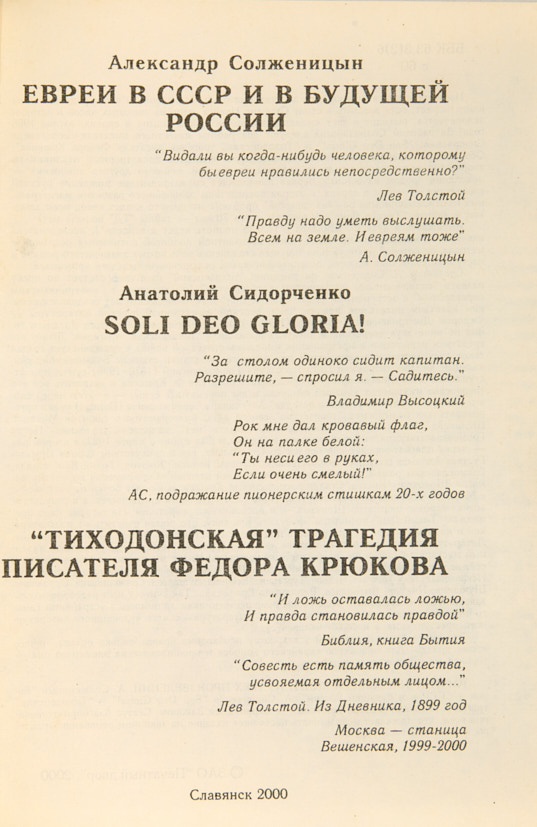 Александр Солженицын
ЕВРЕИ В СССР И В БУДУЩЕЙ
РОССИИ
“Видали вы когда-нибудь человека, которому
бы евреи нравились непосредственно?”
Лев Толстой
“Правду надо уметь выслушать.
Всем на земле. И евреям тоже”
А. Солженицын
Анатолий Сидорченко
SOLI DEO GLORIA!
“За столом одиноко сидит капитан.
Разрешите, — спросил я. — Садитесь.”
Владимир Высоцкий
Рок мне дал кровавый флаг,
Он на палке белой:
“Ты неси его в руках,
Если очень смелый!”
АС, подражание пионерским стишкам 20-х годов
“ТИХОДОНСКАЯ” ТРАГЕДИЯ
ПИСАТЕЛЯ ФЕДОРА КРЮКОВА
“И ложь оставалась ложью,
И правда становилась правдой”
Библия, книга Бытия
“Совесть есть память общества,
усвояемая отдельным лицом...”
Лев Толстой. Из Дневника, 1899 год
Москва — станица
Вешенская, 1999-2000
Славянск 2000